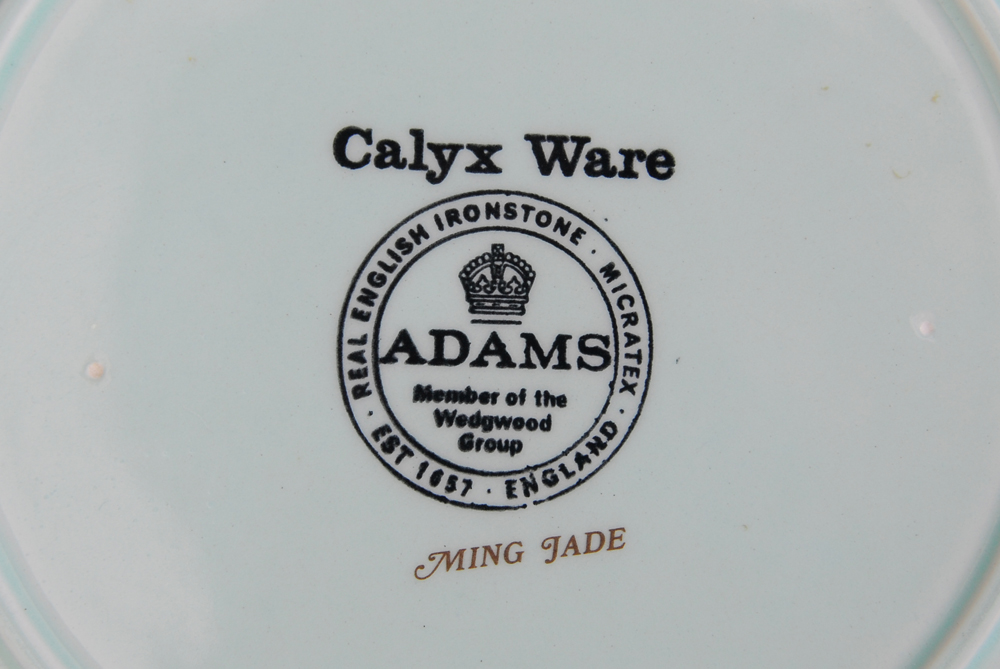 Calyx Ware
REAL ENGLISH IRONSTONE · MICRATEX ·
ADAMS
Member of the
Wedgwood
Group
· EST 1657 · ENGLAND
MING JADE